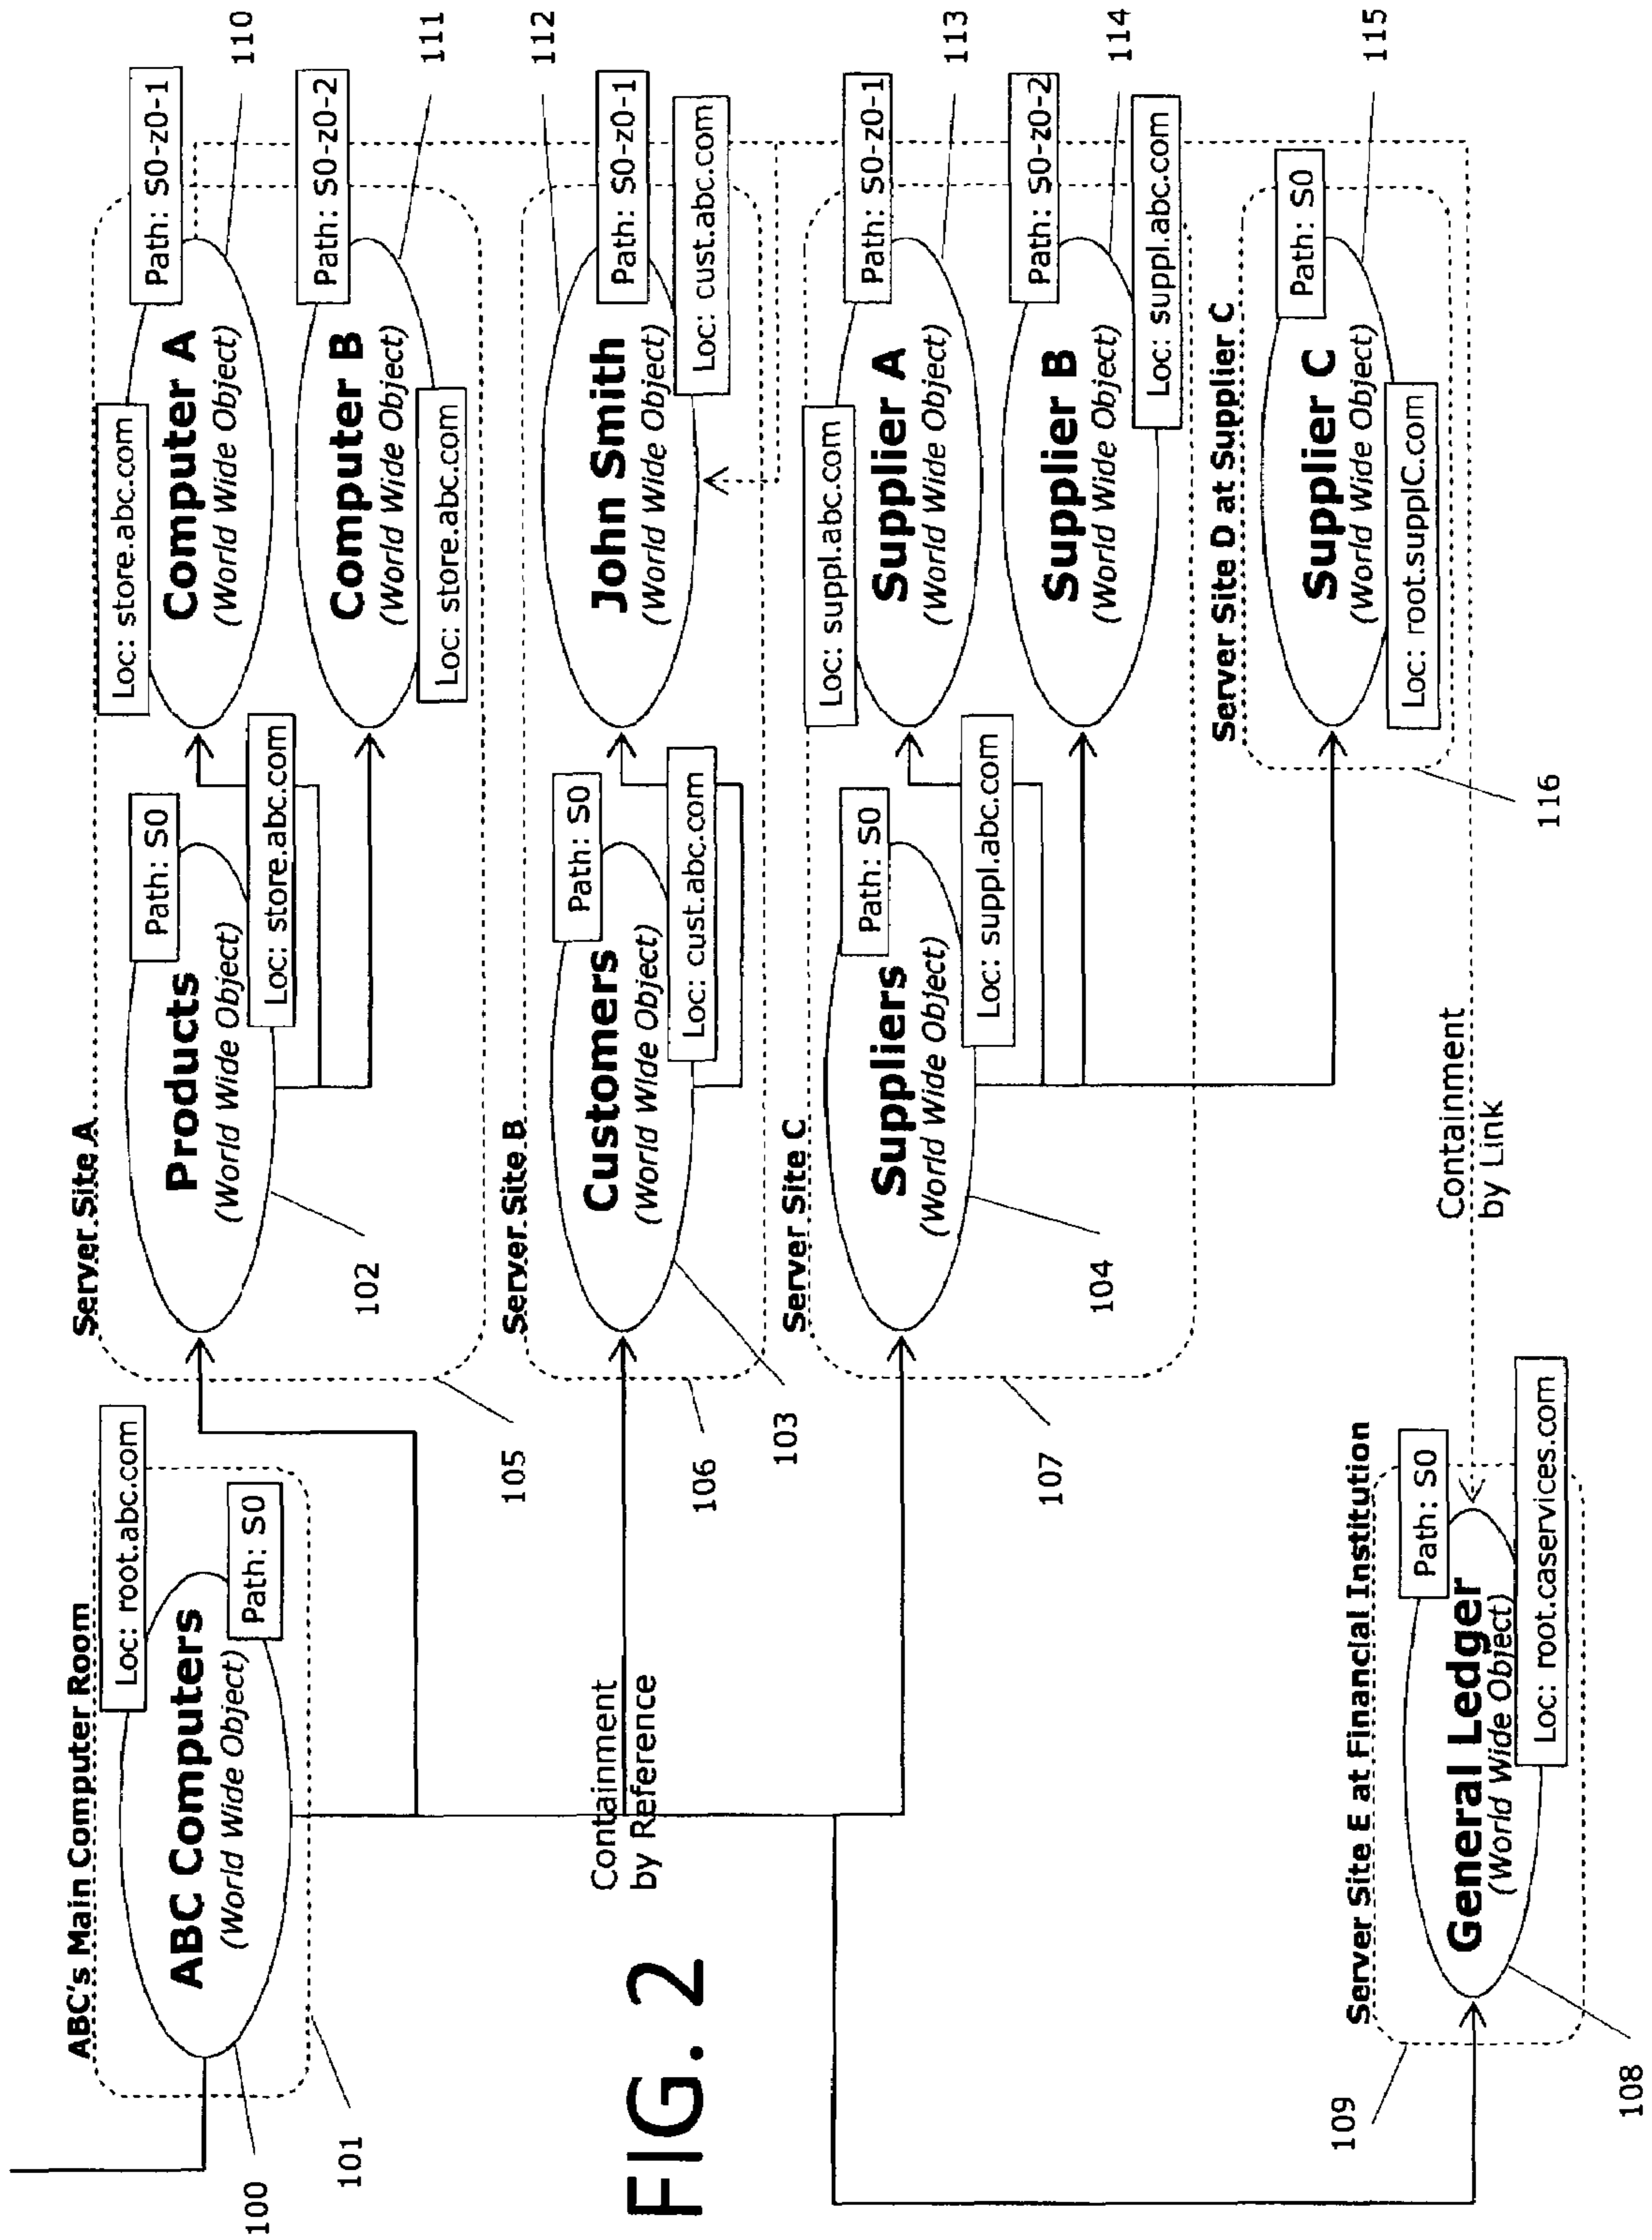 ABC's Main Computer Room
Loc: root.abc.com
ABC Computers
(World Wide Object)
Path: S0
100
101
Server Site A
Products
(World Wide Object)
Path: S0
Loc: store.abc.com
102
105
Loc: store.abc.com
Path: S0-z0-1
Computer A
(World Wide Object)
110
Path: S0-z0-2
Computer B
(World Wide Object)
Loc: store.abc.com
111
Server Site B
Customers
(World Wide Object)
Path: S0
Loc: cust.abc.com
103
106
112
John Smith
(World Wide Object)
Path: S0-z0-1
Loc: cust.abc.com
Containment
by Reference
Server Site C
Suppliers
(World Wide Object)
Path: S0
Loc: suppl.abc.com
104
107
Loc: suppl.abc.com
Path: S0-z0-1
Supplier A
(World Wide Object)
113
Path: S0-z0-2
Supplier B
(World Wide Object)
Loc: suppl.abc.com
114
Server Site D at Supplier C
Path: S0
Supplier C
(World Wide Object)
Loc: root.supplC.com
115
116
Containment
by Link
Server Site E at Financial Institution
Path: S0
General Ledger
(World Wide Object)
Loc: root.caservices.com
109
108
FIG. 2